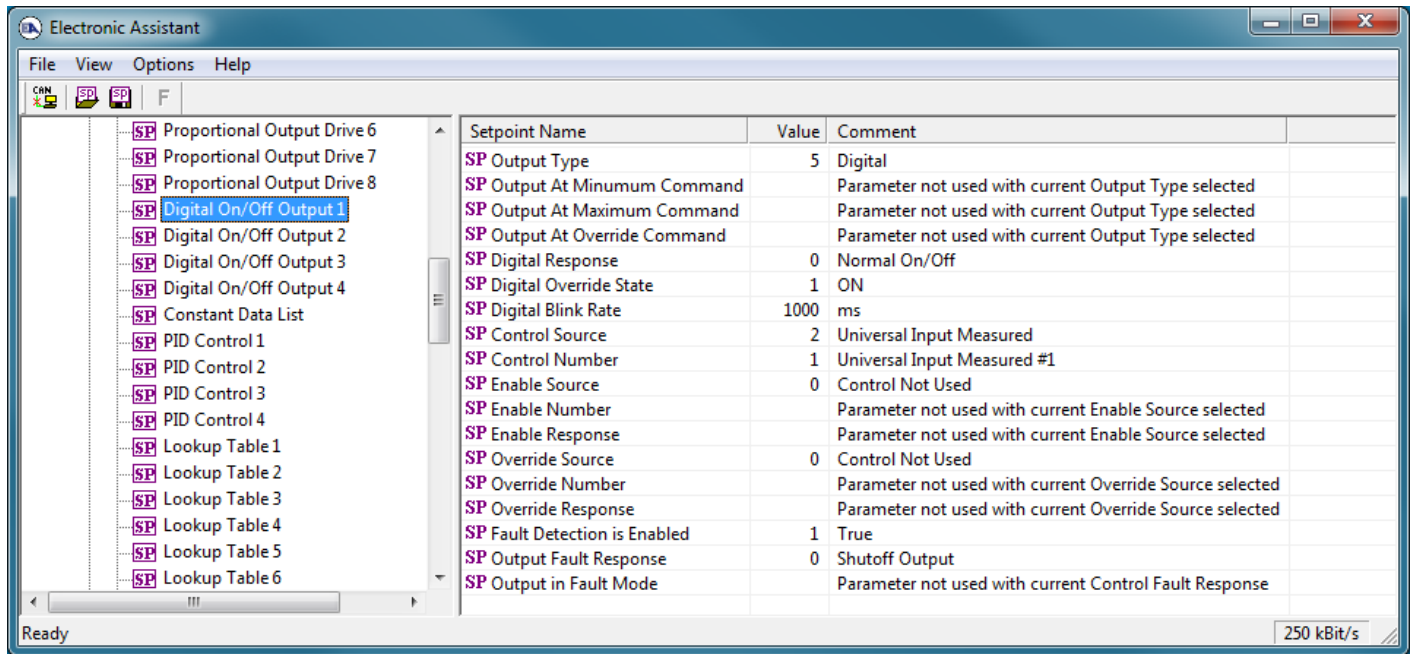 Electronic Assistant
File View Options Help
CAN SP SP F
SP Proportional Output Drive 6
SP Proportional Output Drive 7
SP Proportional Output Drive 8
SP Digital On/Off Output 1
SP Digital On/Off Output 2
SP Digital On/Off Output 3
SP Digital On/Off Output 4
SP Constant Data List
SP PID Control 1
SP PID Control 2
SP PID Control 3
SP PID Control 4
SP Lookup Table 1
SP Lookup Table 2
SP Lookup Table 3
SP Lookup Table 4
SP Lookup Table 5
SP Lookup Table 6
Setpoint Name Value Comment
SP Output Type 5 Digital
SP Output At Minumum Command Parameter not used with current Output Type selected
SP Output At Maximum Command Parameter not used with current Output Type selected
SP Output At Override Command Parameter not used with current Output Type selected
SP Digital Response 0 Normal On/Off
SP Digital Override State 1 ON
SP Digital Blink Rate 1000 ms
SP Control Source 2 Universal Input Measured
SP Control Number 1 Universal Input Measured #1
SP Enable Source 0 Control Not Used
SP Enable Number Parameter not used with current Enable Source selected
SP Enable Response Parameter not used with current Enable Source selected
SP Override Source 0 Control Not Used
SP Override Number Parameter not used with current Override Source selected
SP Override Response Parameter not used with current Override Source selected
SP Fault Detection is Enabled 1 True
SP Output Fault Response 0 Shutoff Output
SP Output in Fault Mode Parameter not used with current Control Fault Response
Ready 250 kBit/s